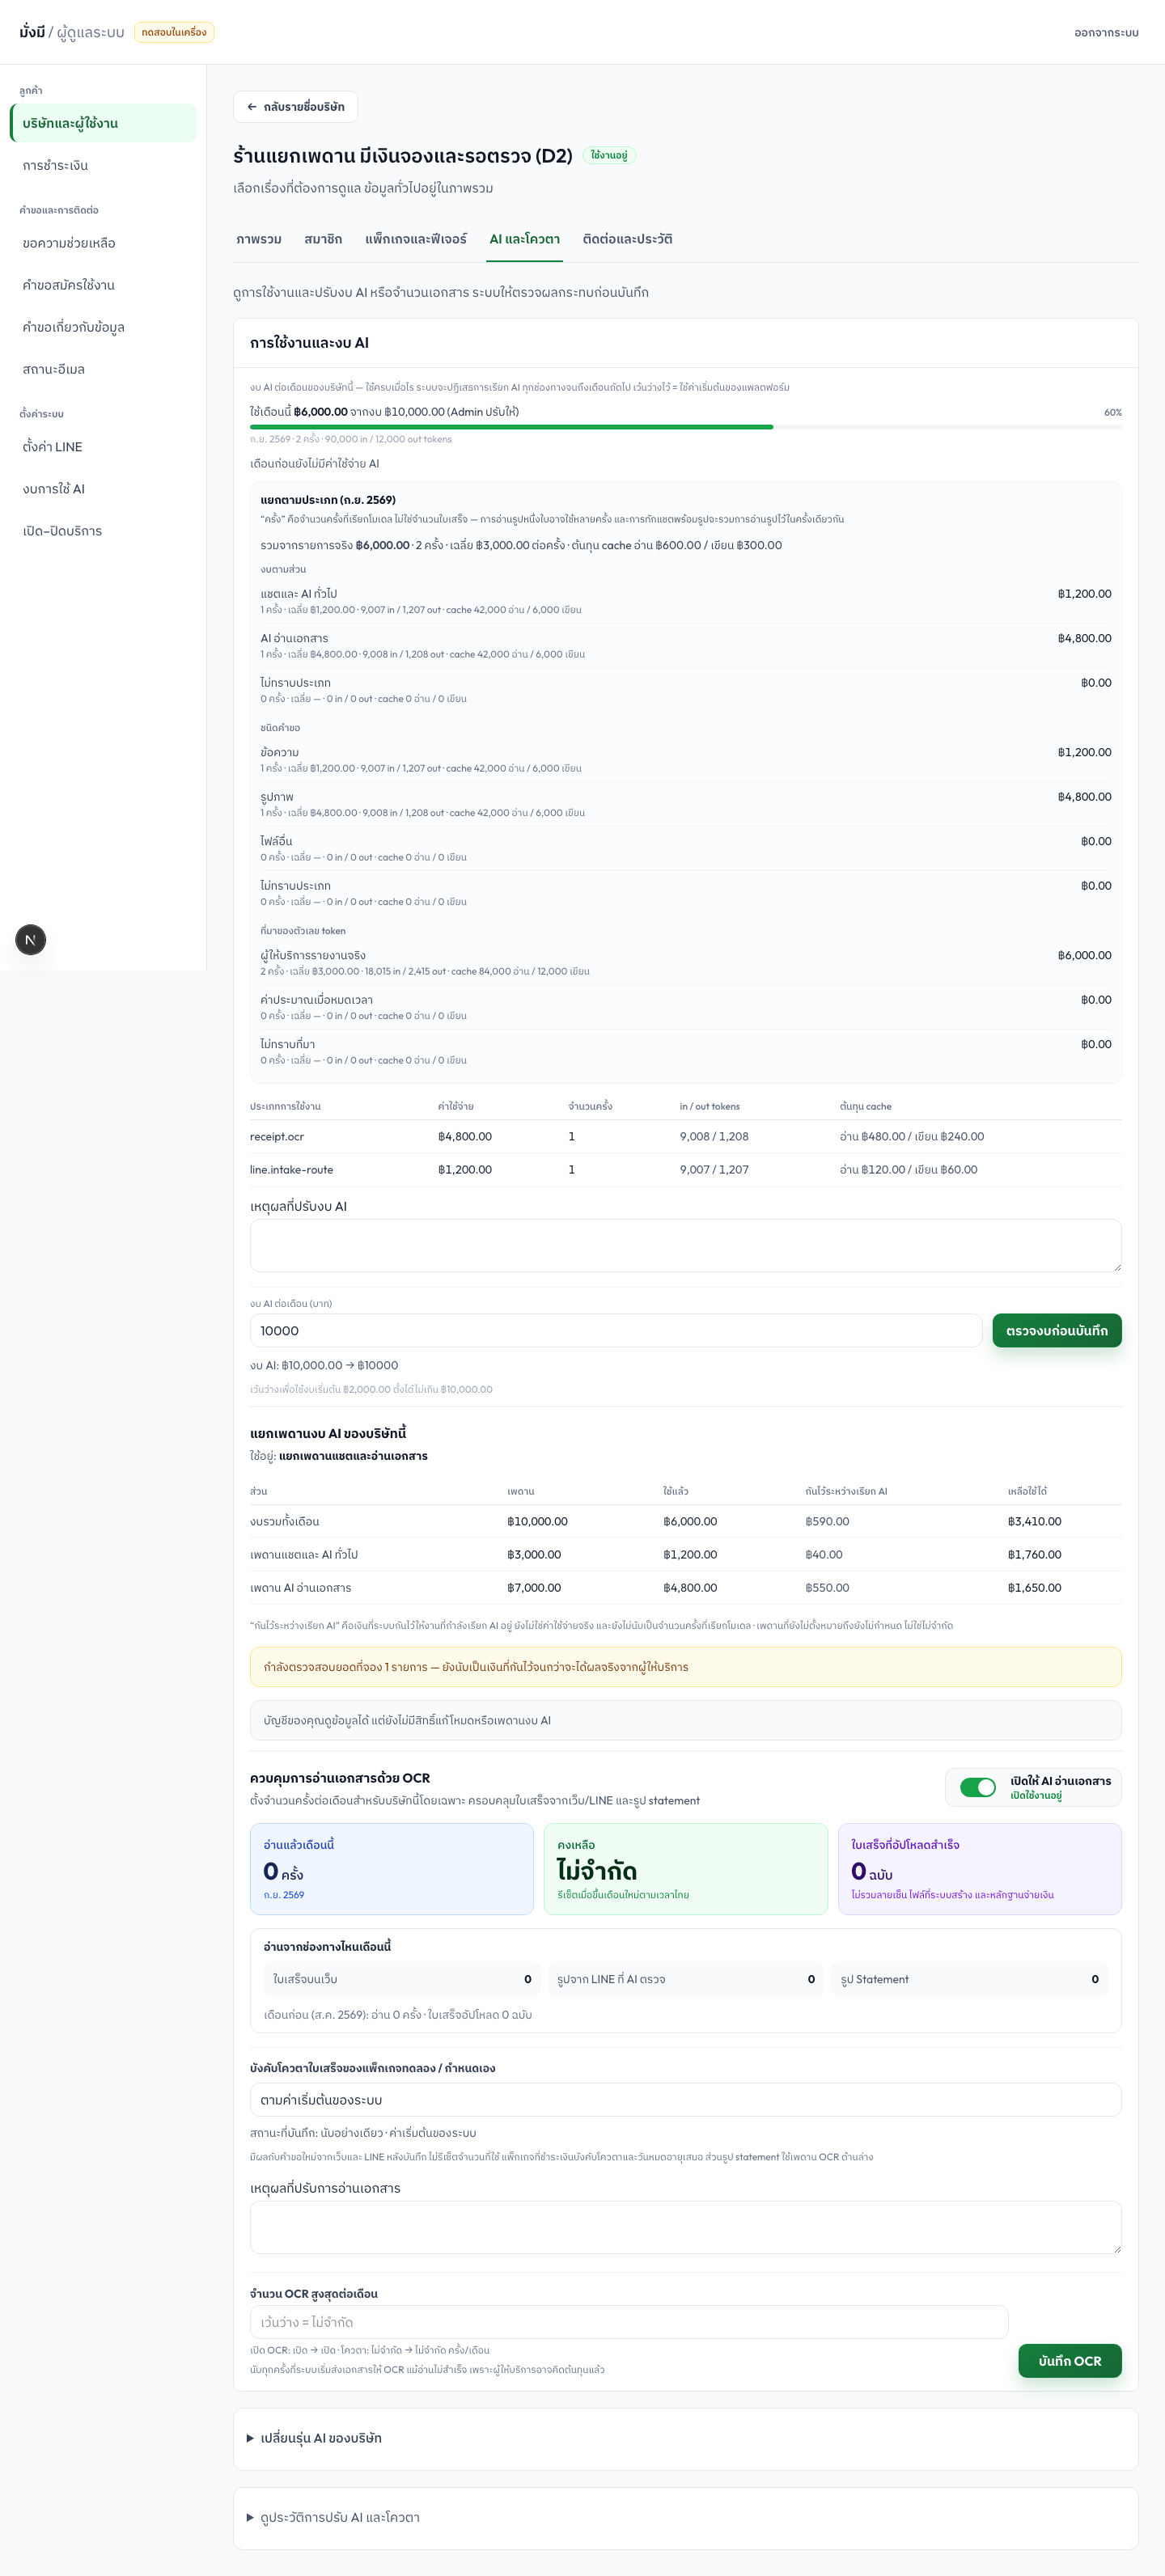 มั่งมี / ผู้ดูแลระบบ ทดสอบในเครื่อง
ออกจากระบบ
ลูกค้า
บริษัทและผู้ใช้งาน
การชำระเงิน
คำขอและการติดต่อ
ขอความช่วยเหลือ
คำขอสมัครใช้งาน
คำขอเกี่ยวกับข้อมูล
สถานะอีเมล
ตั้งค่าระบบ
ตั้งค่า LINE
งบการใช้ AI
เปิด–ปิดบริการ
N
← กลับรายชื่อบริษัท
ร้านแยกเพดาน มีเงินจองและรอตรวจ (D2) ใช้งานอยู่
เลือกเรื่องที่ต้องการดูแล ข้อมูลทั่วไปอยู่ในภาพรวม
ภาพรวม สมาชิก แพ็กเกจและฟีเจอร์ AI และโควตา ติดต่อและประวัติ
ดูการใช้งานและปรับงบ AI หรือจำนวนเอกสาร ระบบให้ตรวจผลกระทบก่อนบันทึก
การใช้งานและงบ AI
งบ AI ต่อเดือนของบริษัทนี้ — ใช้ครบเมื่อไร ระบบจะปฏิเสธการเรียก AI ทุกช่องทางจนถึงเดือนถัดไป เว้นว่างไว้ = ใช้ค่าเริ่มต้นของแพลตฟอร์ม
ใช้เดือนนี้ ฿6,000.00 จากงบ ฿10,000.00 (Admin ปรับให้) 60%
ก.ย. 2569 · 2 ครั้ง · 90,000 in / 12,000 out tokens
เดือนก่อนยังไม่มีค่าใช้จ่าย AI
แยกตามประเภท (ก.ย. 2569)
“ครั้ง” คือจำนวนครั้งที่เรียกโมเดล ไม่ใช่จำนวนใบเสร็จ — การอ่านรูปหนึ่งใบอาจใช้หลายครั้ง และการทักแชตพร้อมรูปจะรวมการอ่านรูปไว้ในครั้งเดียวกัน
รวมจากรายการจริง ฿6,000.00 · 2 ครั้ง · เฉลี่ย ฿3,000.00 ต่อครั้ง · ต้นทุน cache อ่าน ฿600.00 / เขียน ฿300.00
งบตามส่วน
แชตและ AI ทั่วไป ฿1,200.00
1 ครั้ง · เฉลี่ย ฿1,200.00 · 9,007 in / 1,207 out · cache 42,000 อ่าน / 6,000 เขียน
AI อ่านเอกสาร ฿4,800.00
1 ครั้ง · เฉลี่ย ฿4,800.00 · 9,008 in / 1,208 out · cache 42,000 อ่าน / 6,000 เขียน
ไม่ทราบประเภท ฿0.00
0 ครั้ง · เฉลี่ย — · 0 in / 0 out · cache 0 อ่าน / 0 เขียน
ชนิดคำขอ
ข้อความ ฿1,200.00
1 ครั้ง · เฉลี่ย ฿1,200.00 · 9,007 in / 1,207 out · cache 42,000 อ่าน / 6,000 เขียน
รูปภาพ ฿4,800.00
1 ครั้ง · เฉลี่ย ฿4,800.00 · 9,008 in / 1,208 out · cache 42,000 อ่าน / 6,000 เขียน
ไฟล์อื่น ฿0.00
0 ครั้ง · เฉลี่ย — · 0 in / 0 out · cache 0 อ่าน / 0 เขียน
ไม่ทราบประเภท ฿0.00
0 ครั้ง · เฉลี่ย — · 0 in / 0 out · cache 0 อ่าน / 0 เขียน
ที่มาของตัวเลข token
ผู้ให้บริการรายงานจริง ฿6,000.00
2 ครั้ง · เฉลี่ย ฿3,000.00 · 18,015 in / 2,415 out · cache 84,000 อ่าน / 12,000 เขียน
ค่าประมาณเมื่อหมดเวลา ฿0.00
0 ครั้ง · เฉลี่ย — · 0 in / 0 out · cache 0 อ่าน / 0 เขียน
ไม่ทราบที่มา ฿0.00
0 ครั้ง · เฉลี่ย — · 0 in / 0 out · cache 0 อ่าน / 0 เขียน
ประเภทการใช้งาน ค่าใช้จ่าย จำนวนครั้ง in / out tokens ต้นทุน cache
receipt.ocr ฿4,800.00 1 9,008 / 1,208 อ่าน ฿480.00 / เขียน ฿240.00
line.intake-route ฿1,200.00 1 9,007 / 1,207 อ่าน ฿120.00 / เขียน ฿60.00
เหตุผลที่ปรับงบ AI
งบ AI ต่อเดือน (บาท)
10000 ตรวจงบก่อนบันทึก
งบ AI: ฿10,000.00 → ฿10000
เว้นว่างเพื่อใช้งบเริ่มต้น ฿2,000.00 ตั้งได้ไม่เกิน ฿10,000.00
แยกเพดานงบ AI ของบริษัทนี้
ใช้อยู่: แยกเพดานแชตและอ่านเอกสาร
ส่วน เพดาน ใช้แล้ว กันไว้ระหว่างเรียก AI เหลือใช้ได้
งบรวมทั้งเดือน ฿10,000.00 ฿6,000.00 ฿590.00 ฿3,410.00
เพดานแชตและ AI ทั่วไป ฿3,000.00 ฿1,200.00 ฿40.00 ฿1,760.00
เพดาน AI อ่านเอกสาร ฿7,000.00 ฿4,800.00 ฿550.00 ฿1,650.00
“กันไว้ระหว่างเรียก AI” คือเงินที่ระบบกันไว้ให้งานที่กำลังเรียก AI อยู่ ยังไม่ใช่ค่าใช้จ่ายจริง และยังไม่นับเป็นจำนวนครั้งที่เรียกโมเดล · เพดานที่ยังไม่ตั้งหมายถึงยังไม่กำหนด ไม่ใช่ไม่จำกัด
กำลังตรวจสอบยอดที่จอง 1 รายการ — ยังนับเป็นเงินที่กันไว้จนกว่าจะได้ผลจริงจากผู้ให้บริการ
บัญชีของคุณดูข้อมูลได้ แต่ยังไม่มีสิทธิ์แก้โหมดหรือเพดานงบ AI
ควบคุมการอ่านเอกสารด้วย OCR
ตั้งจำนวนครั้งต่อเดือนสำหรับบริษัทนี้โดยเฉพาะ ครอบคลุมใบเสร็จจากเว็บ/LINE และรูป statement
เปิดให้ AI อ่านเอกสาร
เปิดใช้งานอยู่
อ่านแล้วเดือนนี้
0 ครั้ง
ก.ย. 2569
คงเหลือ
ไม่จำกัด
รีเซ็ตเมื่อขึ้นเดือนใหม่ตามเวลาไทย
ใบเสร็จที่อัปโหลดสำเร็จ
0 ฉบับ
ไม่รวมลายเซ็น ไฟล์ที่ระบบสร้าง และหลักฐานจ่ายเงิน
อ่านจากช่องทางไหนเดือนนี้
ใบเสร็จบนเว็บ 0
รูปจาก LINE ที่ AI ตรวจ 0
รูป Statement 0
เดือนก่อน (ส.ค. 2569): อ่าน 0 ครั้ง · ใบเสร็จอัปโหลด 0 ฉบับ
บังคับโควตาใบเสร็จของแพ็กเกจทดลอง / กำหนดเอง
ตามค่าเริ่มต้นของระบบ
สถานะที่บันทึก: นับอย่างเดียว · ค่าเริ่มต้นของระบบ
มีผลกับคำขอใหม่จากเว็บและ LINE หลังบันทึก ไม่รีเซ็ตจำนวนที่ใช้ แพ็กเกจที่ชำระเงินบังคับโควตาและวันหมดอายุเสมอ ส่วนรูป statement ใช้เพดาน OCR ด้านล่าง
เหตุผลที่ปรับการอ่านเอกสาร
จำนวน OCR สูงสุดต่อเดือน
เว้นว่าง = ไม่จำกัด
เปิด OCR: เปิด → เปิด · โควตา: ไม่จำกัด → ไม่จำกัด ครั้ง/เดือน
นับทุกครั้งที่ระบบเริ่มส่งเอกสารให้ OCR แม้อ่านไม่สำเร็จ เพราะผู้ให้บริการอาจคิดต้นทุนแล้ว
บันทึก OCR
▶ เปลี่ยนรุ่น AI ของบริษัท
▶ ดูประวัติการปรับ AI และโควตา